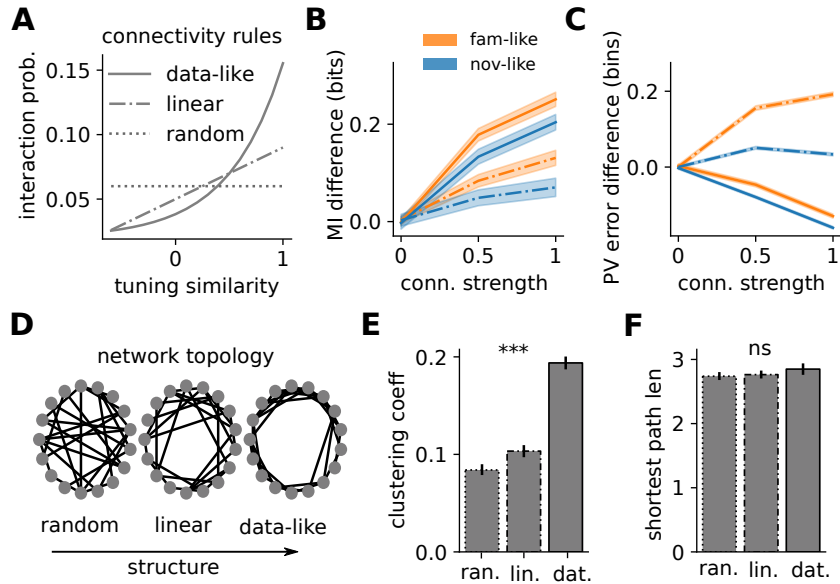 A
connectivity rules
interaction prob.
0.15
0.10
0.05
data-like
linear
random
0
1
tuning similarity
B
fam-like
nov-like
MI difference (bits)
0.2
0.0
0
0.5
1
conn. strength
C
PV error difference (bins)
0.2
0.0
0
0.5
1
conn. strength
D
network topology
random
linear
data-like
structure
E
clustering coeff
0.2
0.1
0.0
***
ran.
lin.
dat.
F
shortest path len
3
2
1
0
ns
ran.
lin.
dat.